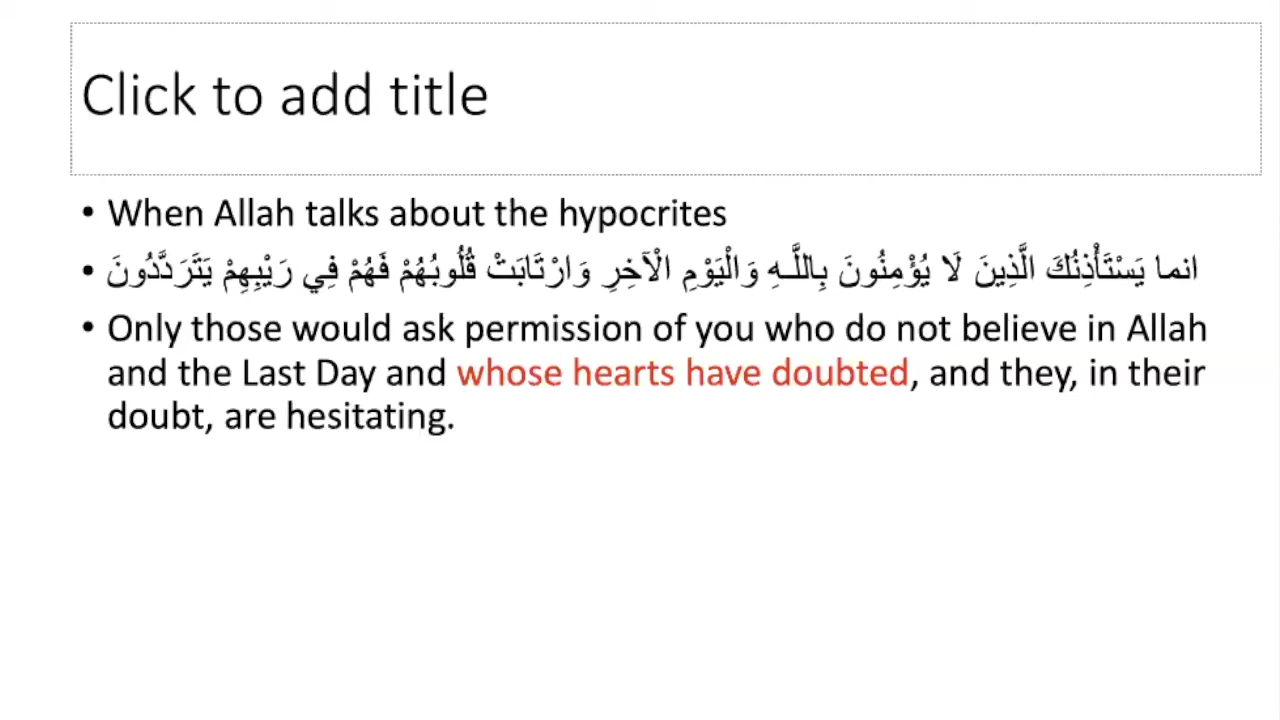 Click to add title
• When Allah talks about the hypocrites
• انما يَسْتَأْذِنُكَ الَّذِينَ لَا يُؤْمِنُونَ بِاللَّـهِ وَالْيَوْمِ الْآخِرِ وَارْتَابَتْ قُلُوبُهُمْ فَهُمْ فِي رَيْبِهِمْ يَتَرَدَّدُونَ
• Only those would ask permission of you who do not believe in Allah
and the Last Day and whose hearts have doubted, and they, in their
doubt, are hesitating.